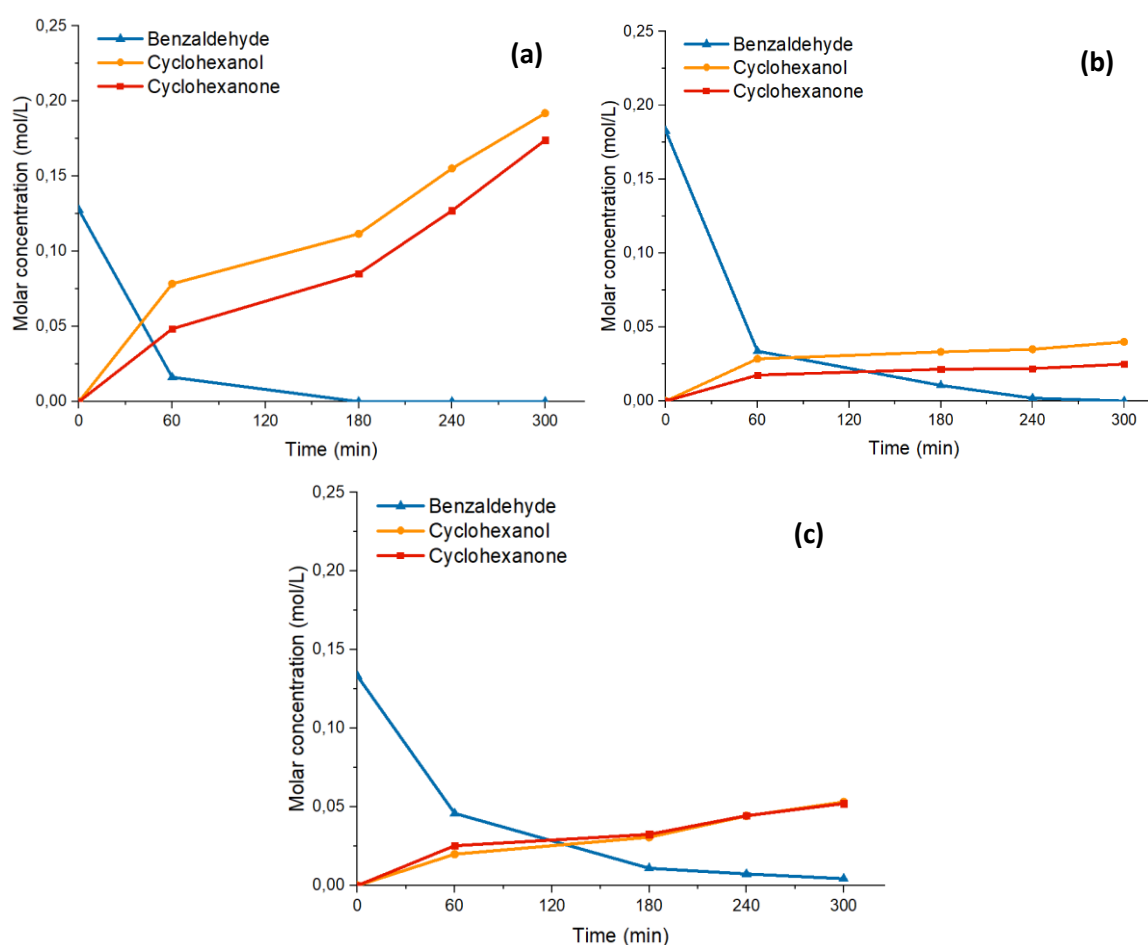 0,25
0,20
0,15
0,10
0,05
0,00
Molar concentration (mol/L)
Benzaldehyde
Cyclohexanol
Cyclohexanone
(a)
0 60 120 180 240 300
Time (min)
0,25
0,20
0,15
0,10
0,05
0,00
Molar concentration (mol/L)
Benzaldehyde
Cyclohexanol
Cyclohexanone
(b)
0 60 120 180 240 300
Time (min)
0,25
0,20
0,15
0,10
0,05
0,00
Molar concentration (mol/L)
Benzaldehyde
Cyclohexanol
Cyclohexanone
(c)
0 60 120 180 240 300
Time (min)